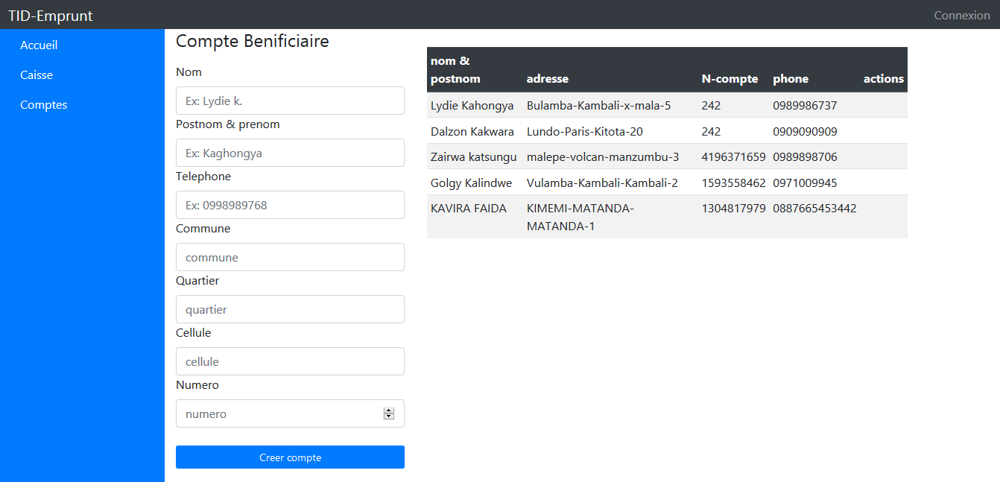 TID-Emprunt
Connexion
Accueil
Caisse
Comptes
Compte Benificiaire
Nom
Ex: Lydie k.
Postnom & prenom
Ex: Kaghongya
Telephone
Ex: 0998989768
Commune
commune
Quartier
quartier
Cellule
cellule
Numero
numero
Creer compte
nom &
postnom adresse N-compte phone actions
Lydie Kahongya Bulamba-Kambali-x-mala-5 242 0989986737
Dalzon Kakwara Lundo-Paris-Kitota-20 242 0909090909
Zairwa katsungu malepe-volcan-manzumbu-3 4196371659 0989898706
Golgy Kalindwe Vulamba-Kambali-Kambali-2 1593558462 0971009945
KAVIRA FAIDA KIMEMI-MATANDA- 1304817979 0887665453442
MATANDA-1